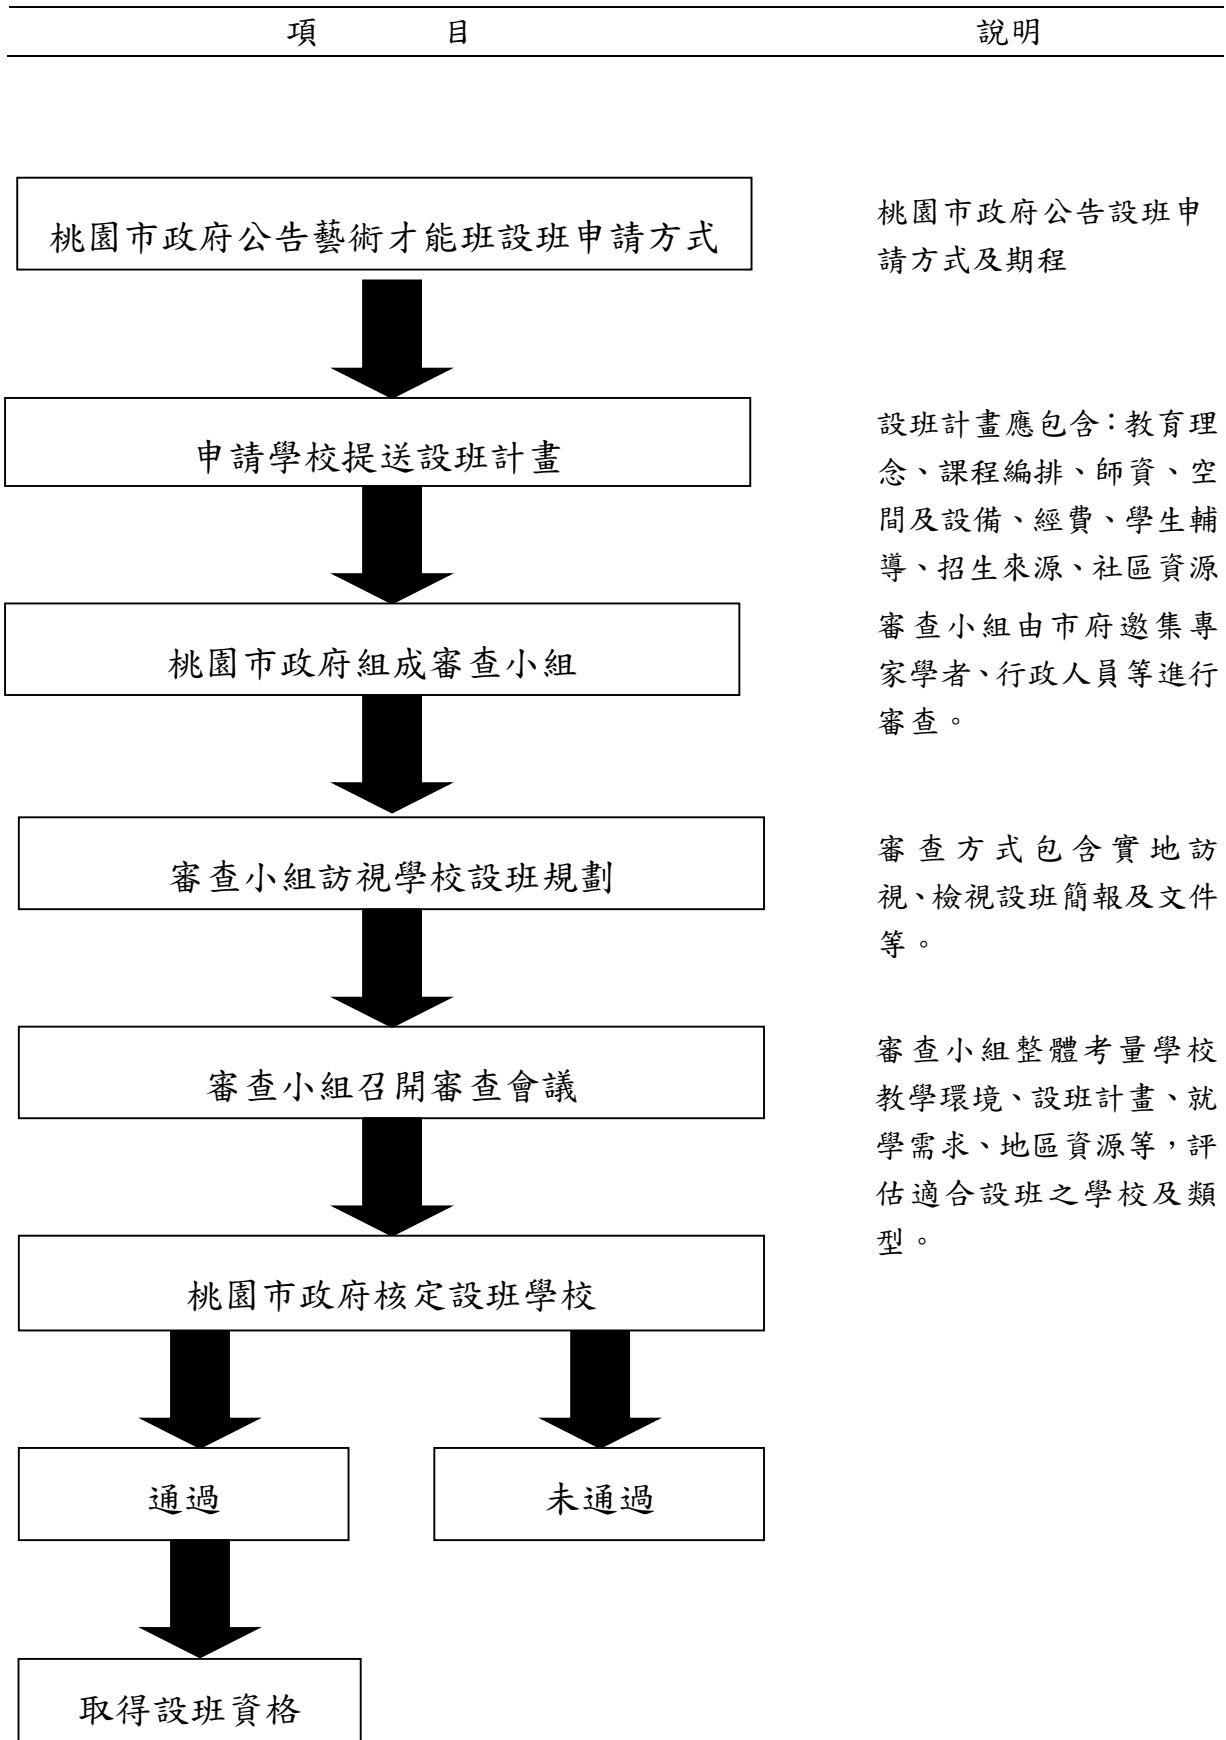 項 目 說明
桃園市政府公告藝術才能班設班申請方式
桃園市政府公告設班申
請方式及期程
申請學校提送設班計畫
設班計畫應包含：教育理
念、課程編排、師資、空
間及設備、經費、學生輔
導、招生來源、社區資源
桃園市政府組成審查小組
審查小組由市府邀集專
家學者、行政人員等進行
審查。
審查小組訪視學校設班規劃
審查方式包含實地訪
視、檢視設班簡報及文件
等。
審查小組召開審查會議
審查小組整體考量學校
教學環境、設班計畫、就
學需求、地區資源等，評
估適合設班之學校及類
型。
桃園市政府核定設班學校
通過
未通過
取得設班資格